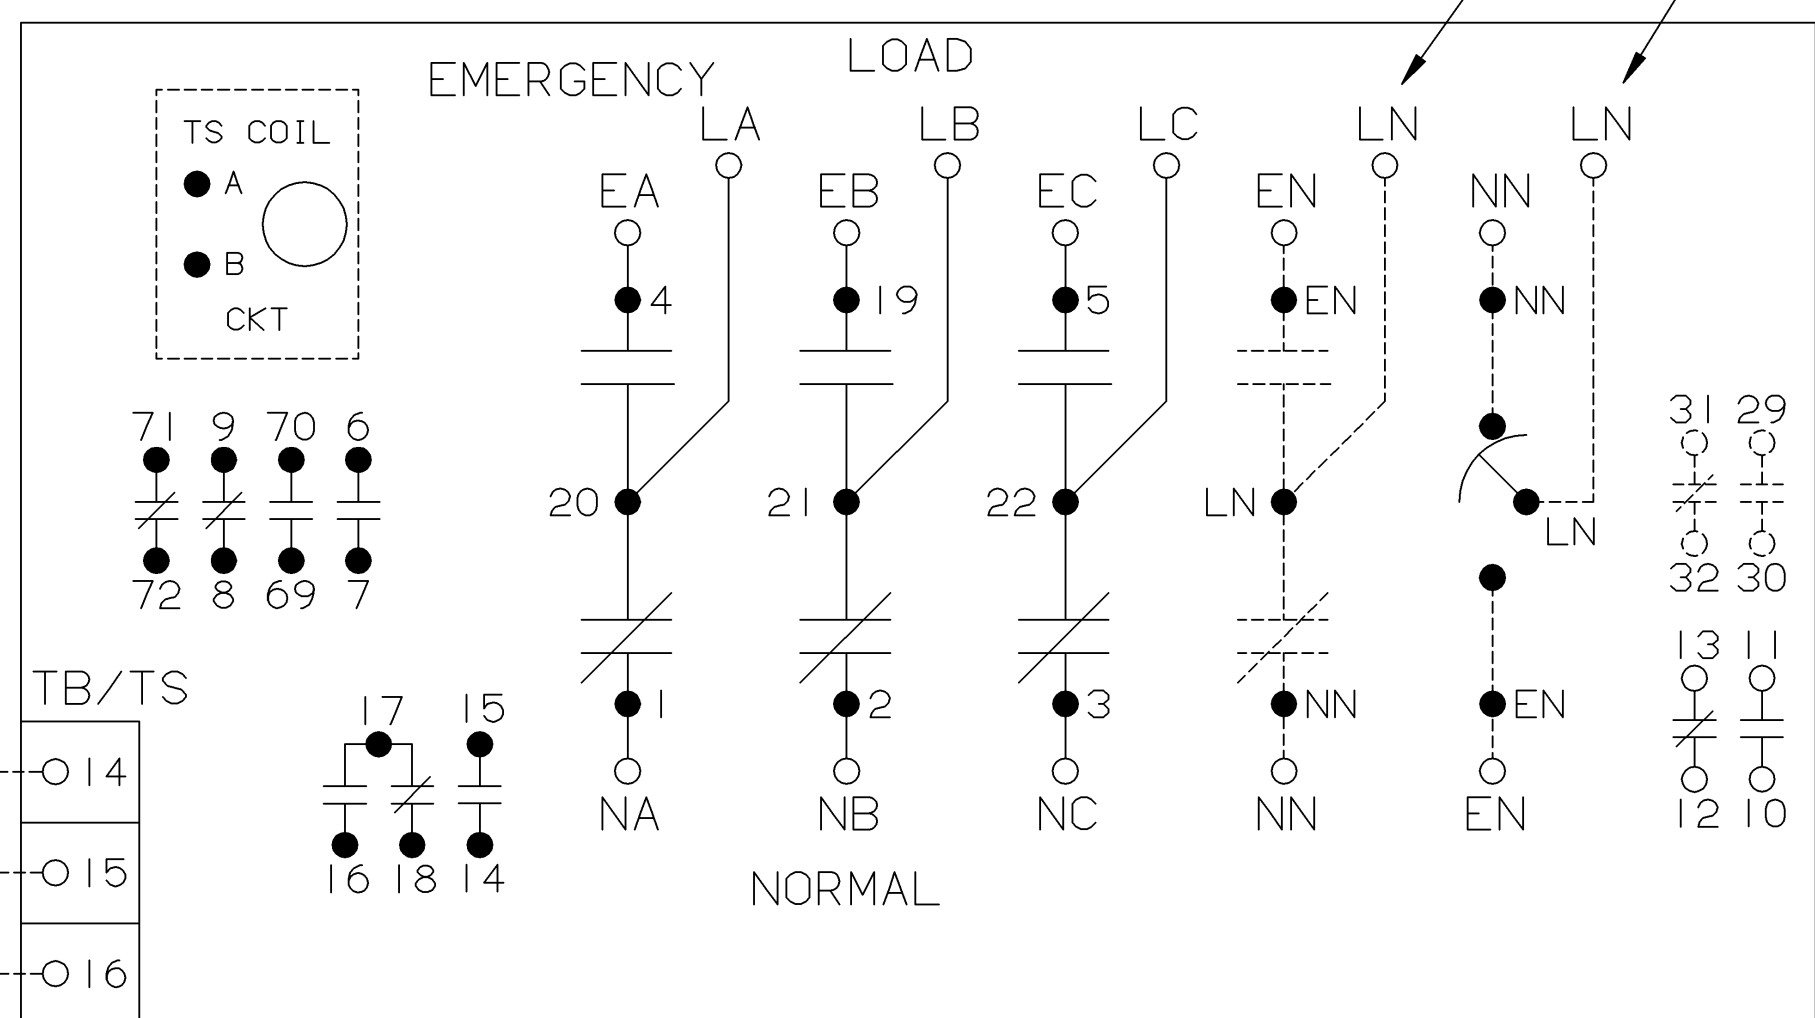 LOAD
EMERGENCY
LA LB LC LN LN
TS COIL
A
B
CKT
EA EB EC EN NN
4 19 5 EN NN
71 9 70 6
72 8 69 7
20 21 22 LN LN
31 29
32 30
13 11
12 10
1 2 3 NN EN
NA NB NC NN EN
NORMAL
17 15
16 18 14
TB/TS
14
15
16